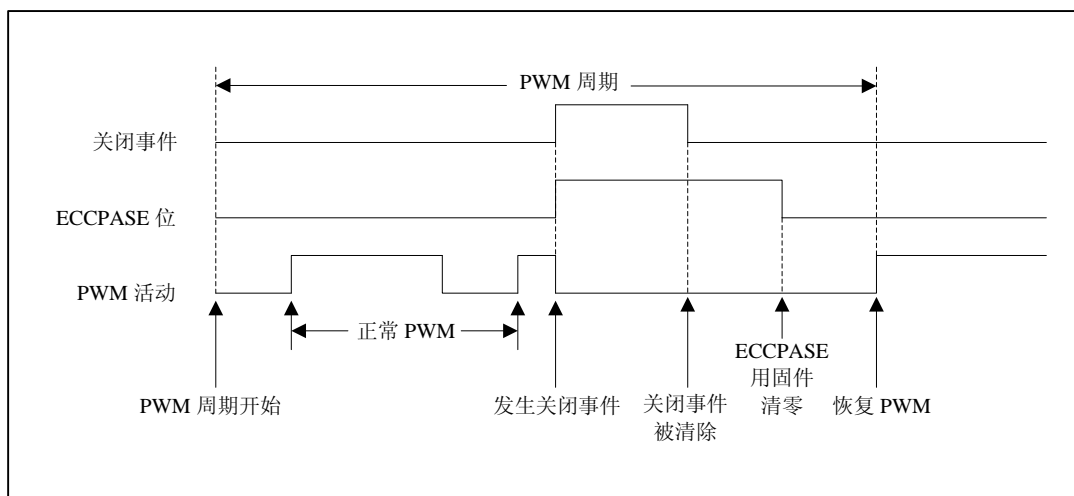 PWM 周期
关闭事件
ECCPASE 位
PWM 活动
正常 PWM
PWM 周期开始
发生关闭事件
关闭事件
被清除
ECCPASE
用固件
清零
恢复 PWM